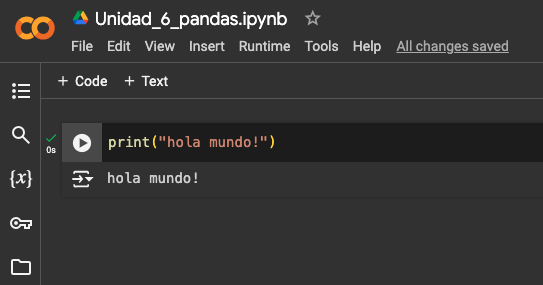 Unidad_6_pandas.ipynb
File Edit View Insert Runtime Tools Help All changes saved
+ Code + Text
print("hola mundo!")
0s
hola mundo!
{x}